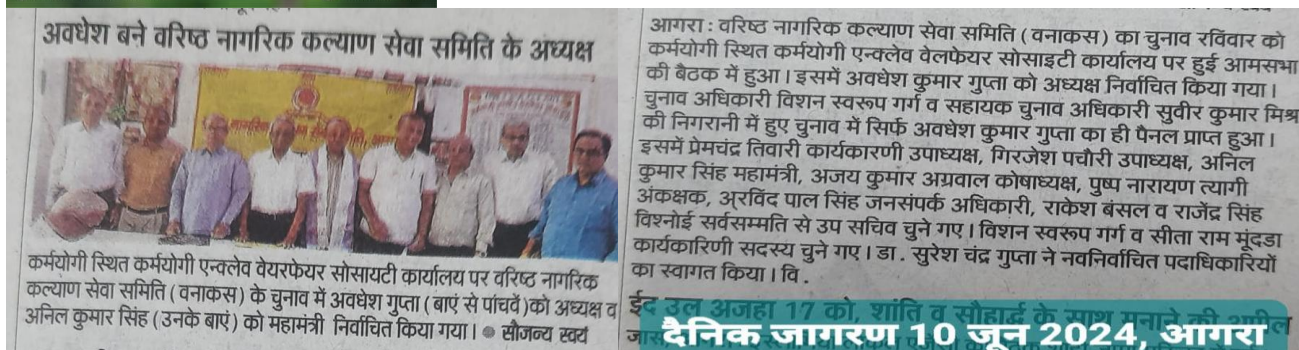 अवधेश बने वरिष्ठ नागरिक कल्याण सेवा समिति के अध्यक्ष
कर्मयोगी स्थित कर्मयोगी एन्क्लेव वेयरफेयर सोसायटी कार्यालय पर वरिष्ठ नागरिक
कल्याण सेवा समिति (वनाकस) के चुनाव में अवधेश गुप्ता (बाएं से पांचवें)को अध्यक्ष व
अनिल कुमार सिंह (उनके बाएं) को महामंत्री निर्वाचित किया गया। ● सौजन्य स्वयं
आगरा : वरिष्ठ नागरिक कल्याण सेवा समिति (वनाकस) का चुनाव रविवार को
कर्मयोगी स्थित कर्मयोगी एन्क्लेव वेलफेयर सोसाइटी कार्यालय पर हुई आमसभा
की बैठक में हुआ। इसमें अवधेश कुमार गुप्ता को अध्यक्ष निर्वाचित किया गया।
चुनाव अधिकारी विशन स्वरूप गर्ग व सहायक चुनाव अधिकारी सुवीर कुमार मिश्र
की निगरानी में हुए चुनाव में सिर्फ अवधेश कुमार गुप्ता का ही पैनल प्राप्त हुआ।
इसमें प्रेमचंद्र तिवारी कार्यकारणी उपाध्यक्ष, गिरजेश पचौरी उपाध्यक्ष, अनिल
कुमार सिंह महामंत्री, अजय कुमार अग्रवाल कोषाध्यक्ष, पुष्प नारायण त्यागी
अंकक्षक, अ्रविंद पाल सिंह जनसंपर्क अधिकारी, राकेश बंसल व राजेंद्र सिंह
विश्नोई सर्वसम्मति से उप सचिव चुने गए। विशन स्वरूप गर्ग व सीता राम मूंदडा
कार्यकारिणी सदस्य चुने गए। डा. सुरेश चंद्र गुप्ता ने नवनिर्वाचित पदाधिकारियों
का स्वागत किया। वि.
ईद उल अजहा 17 को, शांति व सौहार्द्ध के साथ मनाने की अपील
दैनिक जागरण 10 जून 2024, आगरा